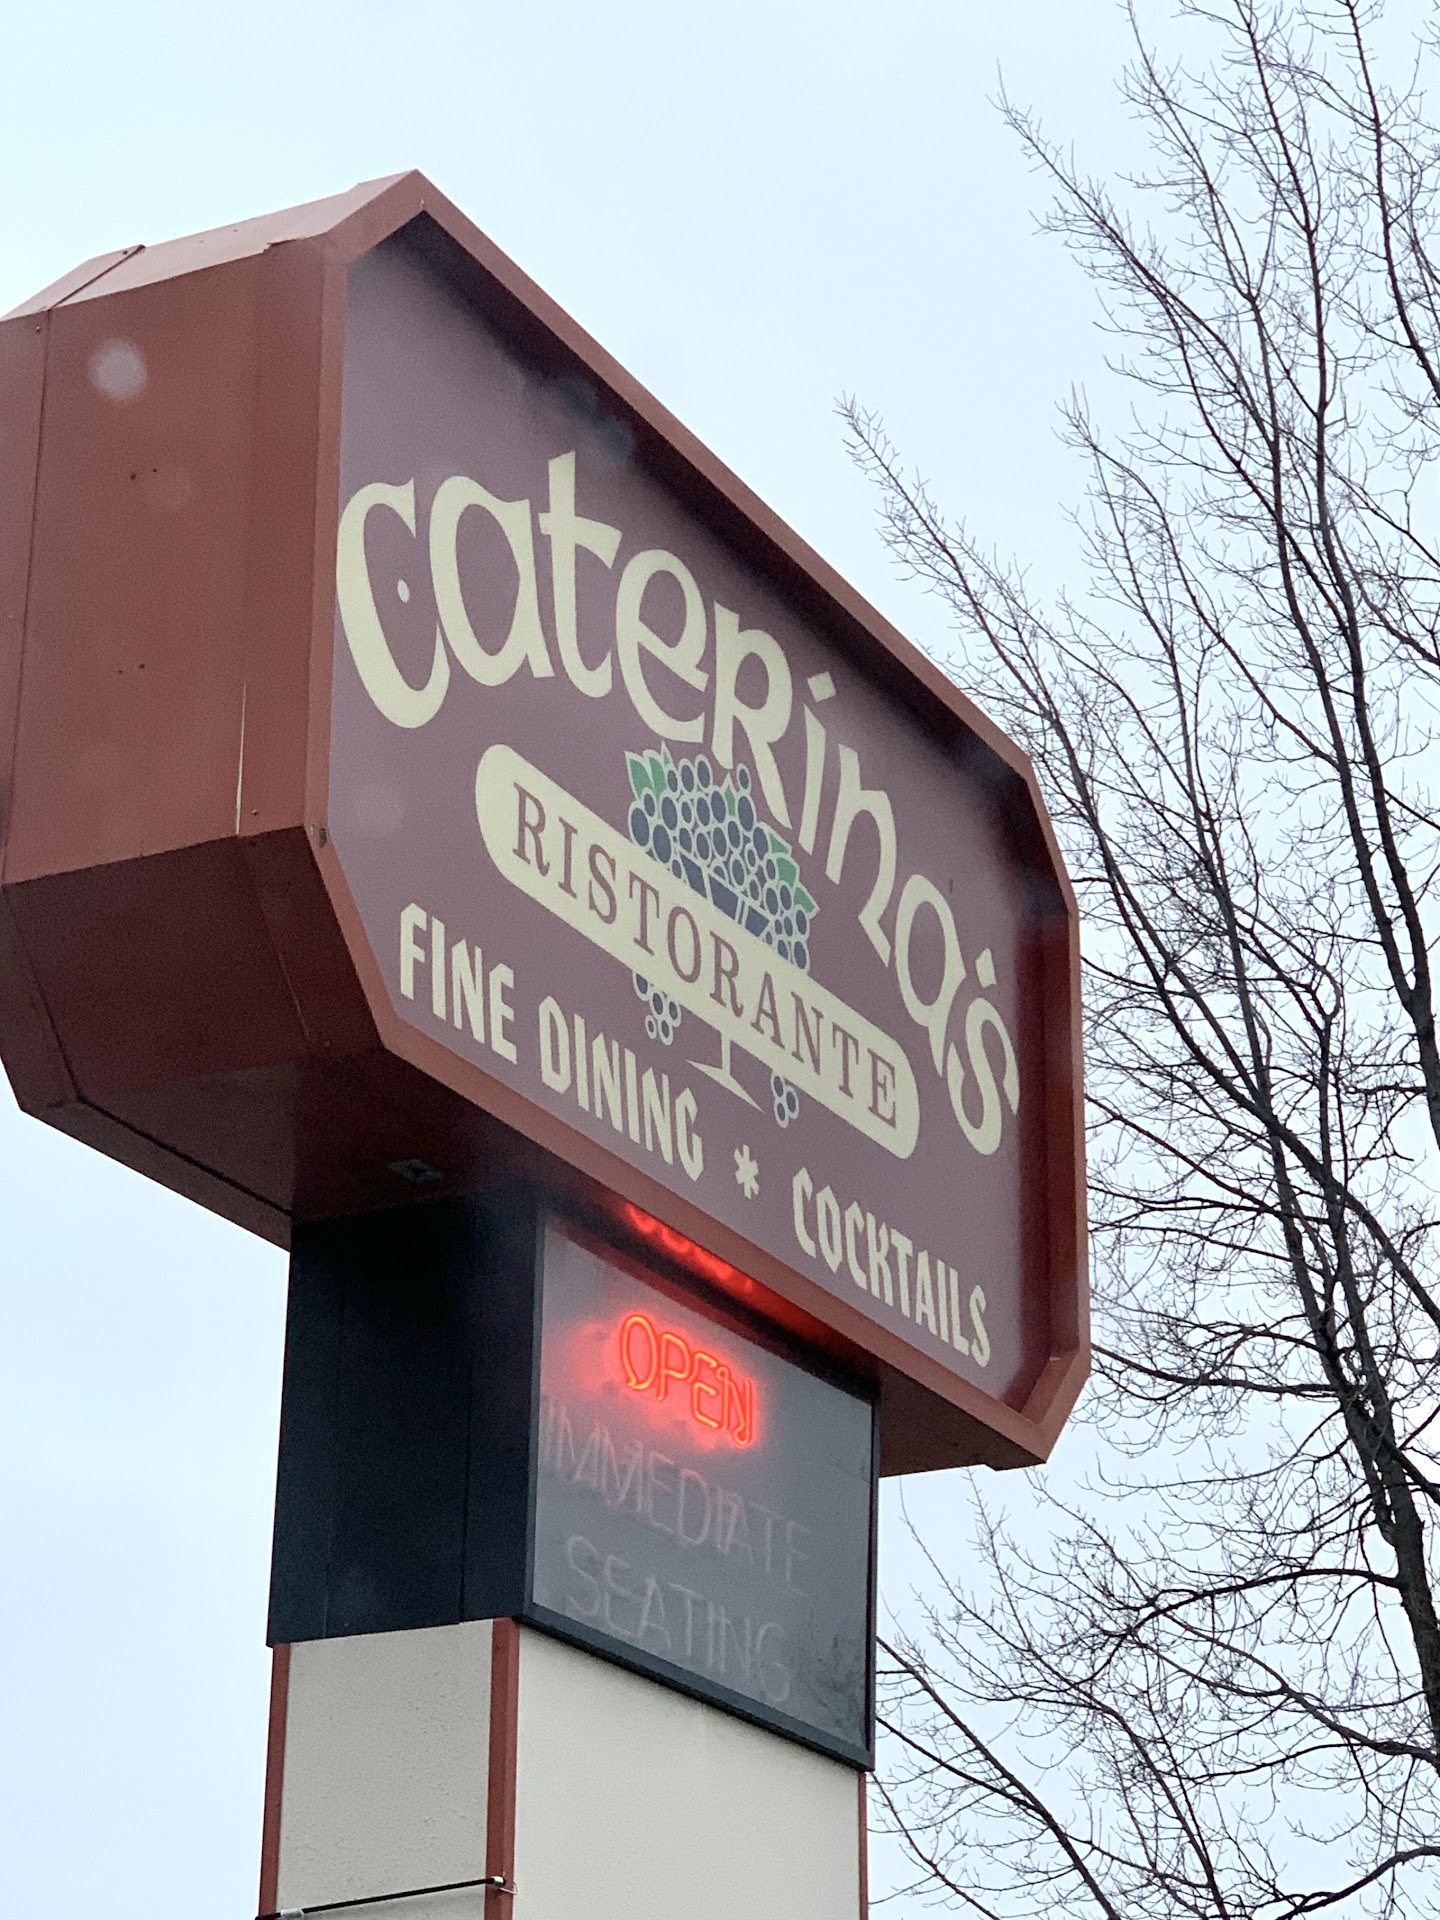 Caterina's
RISTORANTE
FINE DINING * COCKTAILS
OPEN
IMMEDIATE
SEATING